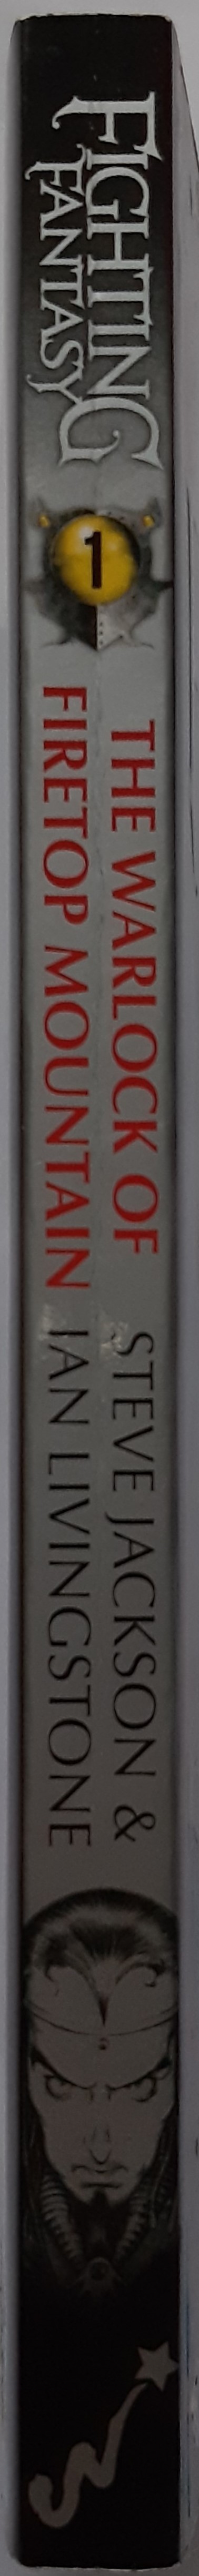 FIGHTING
FANTASY
1
THE WARLOCK OF
FIRETOP MOUNTAIN
STEVE JACKSON &
IAN LIVINGSTONE